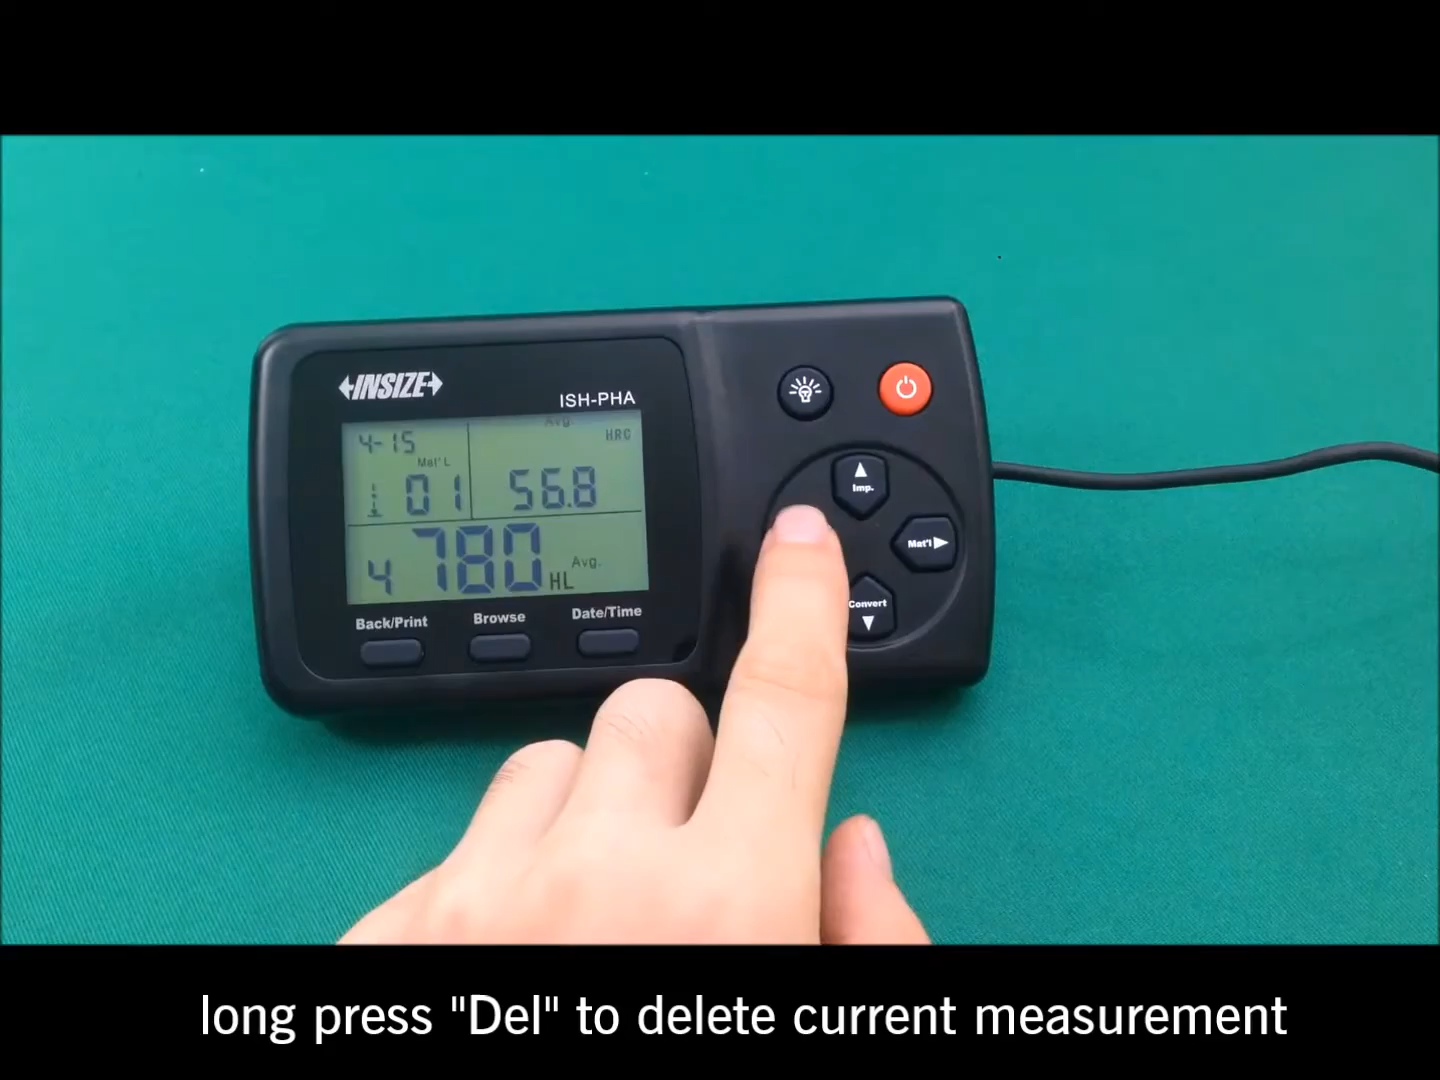 INSIZE
ISH-PHA
Avg.
4-15
HRC
Mat'L
01
56.8
4 780 HL Avg.
Back/Print
Browse
Date/Time
Imp.
Mat'l
Convert
long press "Del" to delete current measurement